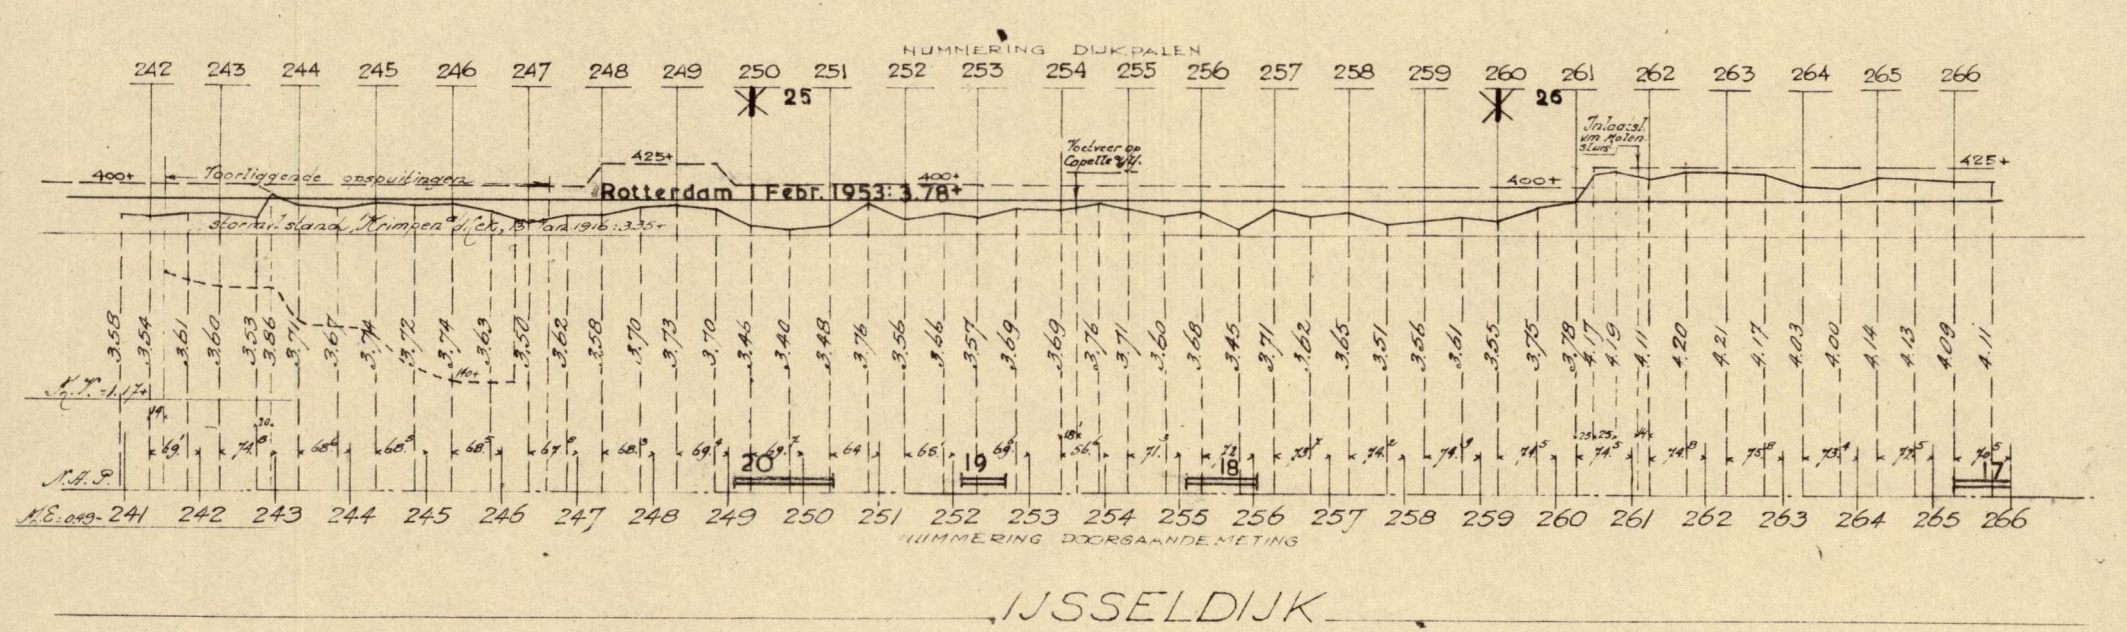 NUMMERING DIJKPALEN
242 243 244 245 246 247 248 249 250 251 252 253 254 255 256 257 258 259 260 261 262 263 264 265 266
25 26
Inlaatsl.
v/m Molen-
sluis
Voetveer op
Capelle a/d IJ.
425+ 425+
400+ Voorliggende opspuitingen 400+ 400+
Rotterdam 1 Febr. 1953: 3.78+
stormvl. stand, Krimpen a/d Lek, 13 Jan. 1916: 3.35+
3.58 3.54 3.61 3.60 3.53 3.86 3.71 3.67 3.74 3.72 3.74 3.63 3.50 3.62 3.58 3.70 3.73 3.70 3.46 3.40 3.48 3.76 3.56 3.66 3.57 3.69 3.69 3.76 3.71 3.60 3.68 3.45 3.71 3.62 3.65 3.51 3.56 3.61 3.55 3.75 3.78 4.17 4.19 4.11 4.20 4.21 4.17 4.03 4.00 4.14 4.13 4.09 4.11
140+
1.17+
20 19 18 17
N.A.P.
241 242 243 244 245 246 247 248 249 250 251 252 253 254 255 256 257 258 259 260 261 262 263 264 265 266
NUMMERING DOORGAANDE METING
IJSSELDIJK